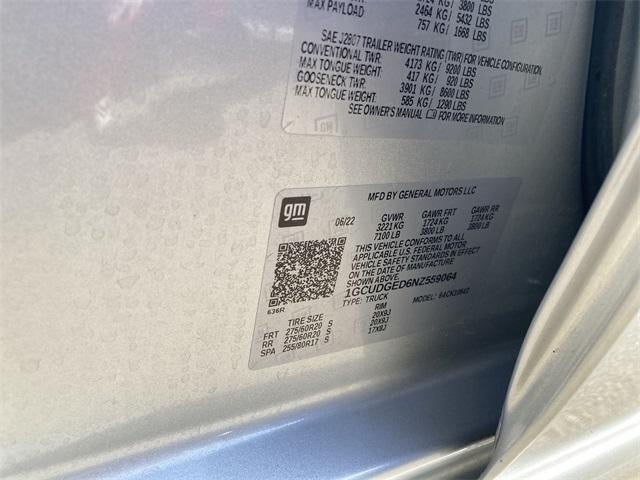 3800 LBS
MAX PAYLOAD 2464 KG/ 5432 LBS
757 KG/ 1668 LBS
SAE J2807 TRAILER WEIGHT RATING (TWR) FOR VEHICLE CONFIGURATION
CONVENTIONAL TWR: 4173 KG/ 9200 LBS
MAX TONGUE WEIGHT: 417 KG/ 920 LBS
GOOSENECK TWR: 3901 KG/ 8600 LBS
MAX TONGUE WEIGHT: 585 KG/ 1290 LBS
SEE OWNER'S MANUAL FOR MORE INFORMATION
gm
MFD BY GENERAL MOTORS LLC
06/22 GVWR GAWR FRT GAWR RR
3221 KG 1724 KG 1724 KG
7100 LB 3800 LB 3800 LB
THIS VEHICLE CONFORMS TO ALL
APPLICABLE U.S. FEDERAL MOTOR
VEHICLE SAFETY STANDARDS IN EFFECT
ON THE DATE OF MANUFACTURE
SHOWN ABOVE.
1GCUDGED6NZ559064
TYPE: TRUCK MODEL:
636R
TIRE SIZE RIM
FRT 275/60R20 S 20X9J
RR 275/60R20 S 20X9J
SPA 255/80R17 S 17X8J